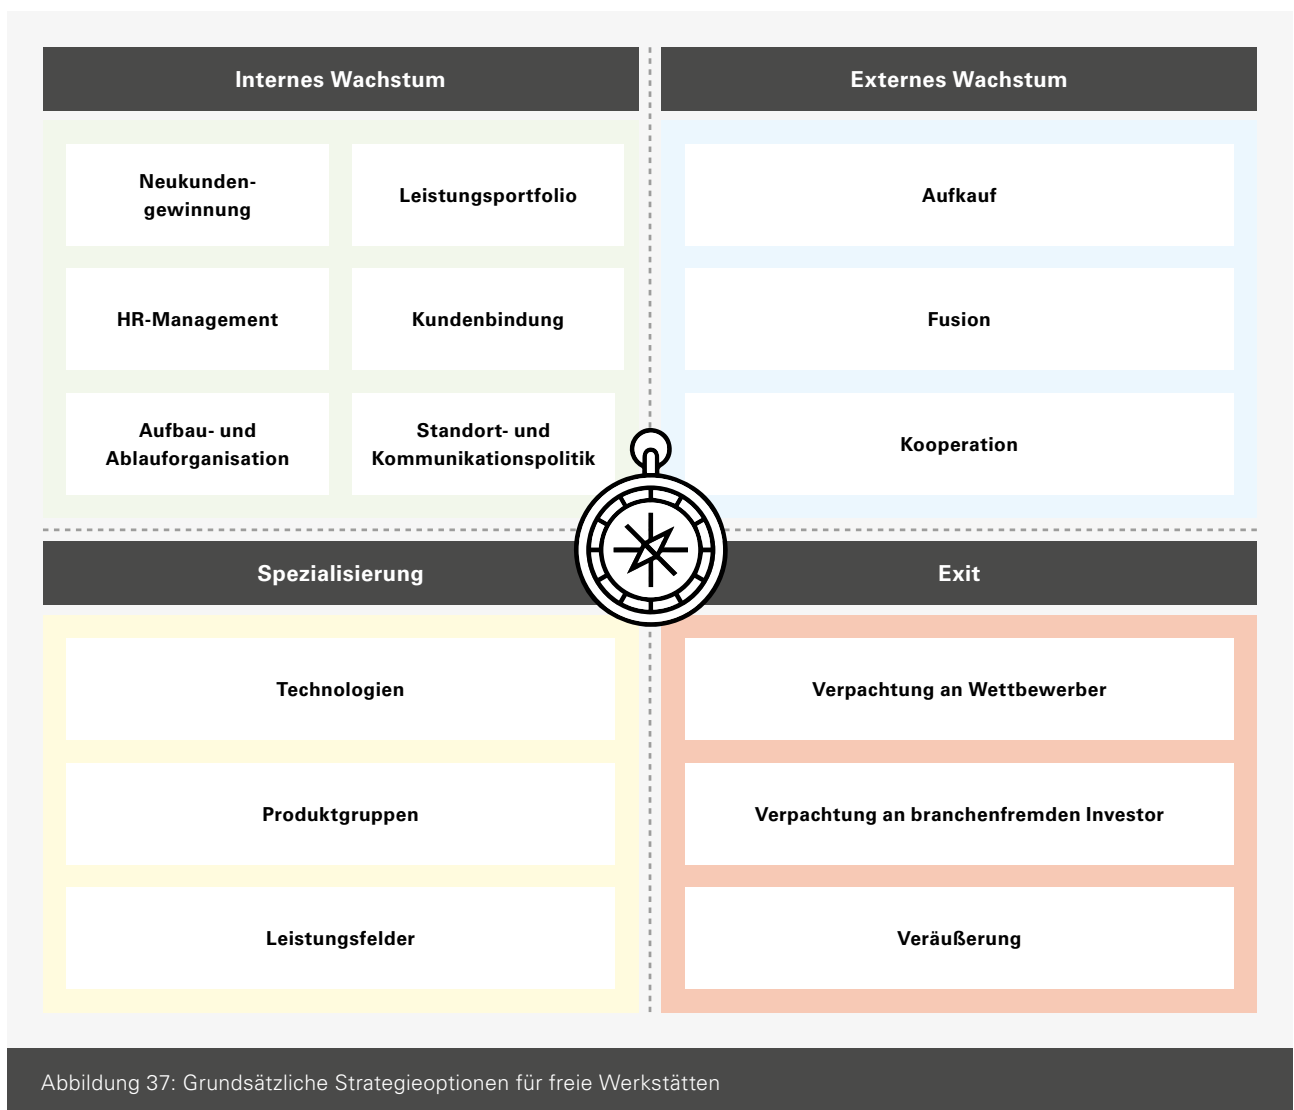 Internes Wachstum
Neukunden-
gewinnung
Leistungsportfolio
HR-Management
Kundenbindung
Aufbau- und
Ablauforganisation
Standort- und
Kommunikationspolitik
Externes Wachstum
Aufkauf
Fusion
Kooperation
Spezialisierung
Technologien
Produktgruppen
Leistungsfelder
Exit
Verpachtung an Wettbewerber
Verpachtung an branchenfremden Investor
Veräußerung
Abbildung 37: Grundsätzliche Strategieoptionen für freie Werkstätten